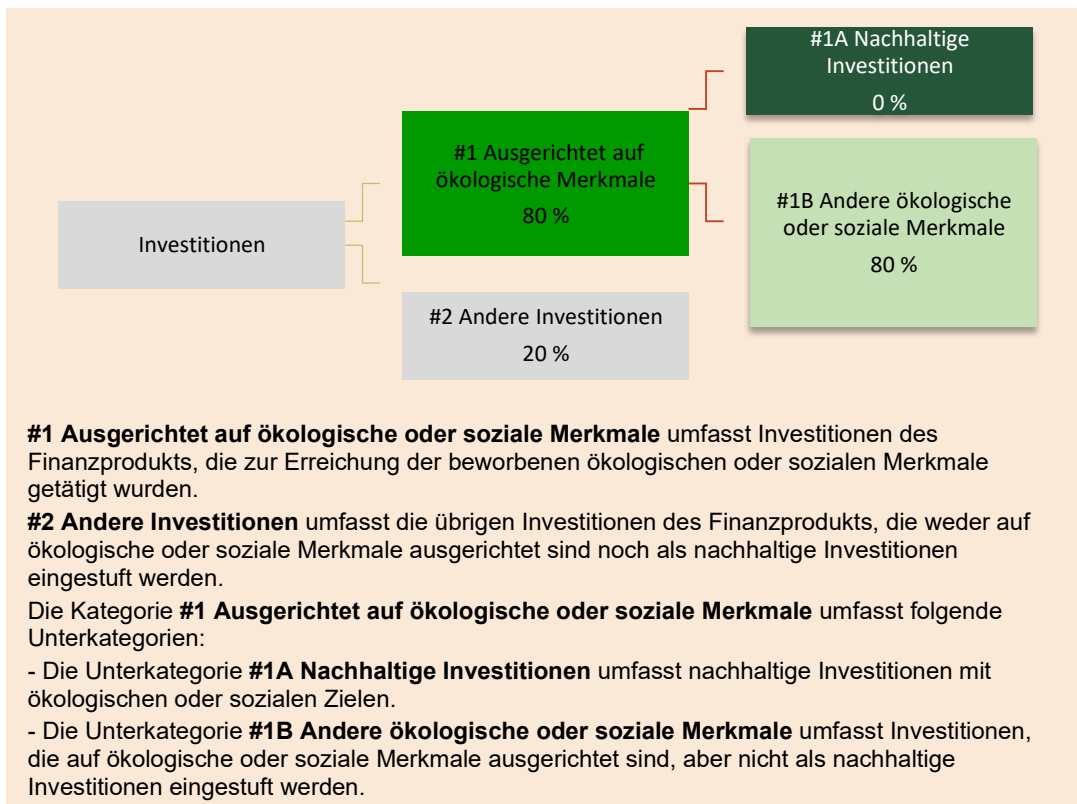 #1A Nachhaltige
Investitionen
0 %
#1 Ausgerichtet auf
ökologische Merkmale
80 %
#1B Andere ökologische
oder soziale Merkmale
80 %
Investitionen
#2 Andere Investitionen
20 %
#1 Ausgerichtet auf ökologische oder soziale Merkmale umfasst Investitionen des
Finanzprodukts, die zur Erreichung der beworbenen ökologischen oder sozialen Merkmale
getätigt wurden.
#2 Andere Investitionen umfasst die übrigen Investitionen des Finanzprodukts, die weder auf
ökologische oder soziale Merkmale ausgerichtet sind noch als nachhaltige Investitionen
eingestuft werden.
Die Kategorie #1 Ausgerichtet auf ökologische oder soziale Merkmale umfasst folgende
Unterkategorien:
- Die Unterkategorie #1A Nachhaltige Investitionen umfasst nachhaltige Investitionen mit
ökologischen oder sozialen Zielen.
- Die Unterkategorie #1B Andere ökologische oder soziale Merkmale umfasst Investitionen,
die auf ökologische oder soziale Merkmale ausgerichtet sind, aber nicht als nachhaltige
Investitionen eingestuft werden.